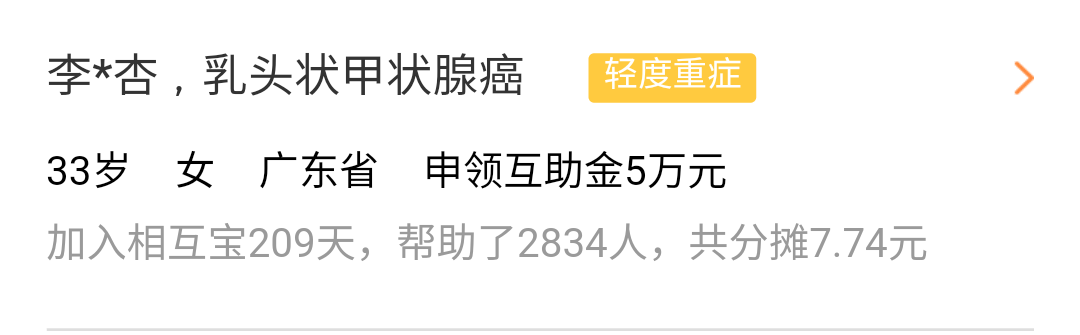 李*杏，乳头状甲状腺癌 轻度重症
33岁 女 广东省 申领互助金5万元
加入相互宝209天，帮助了2834人，共分摊7.74元